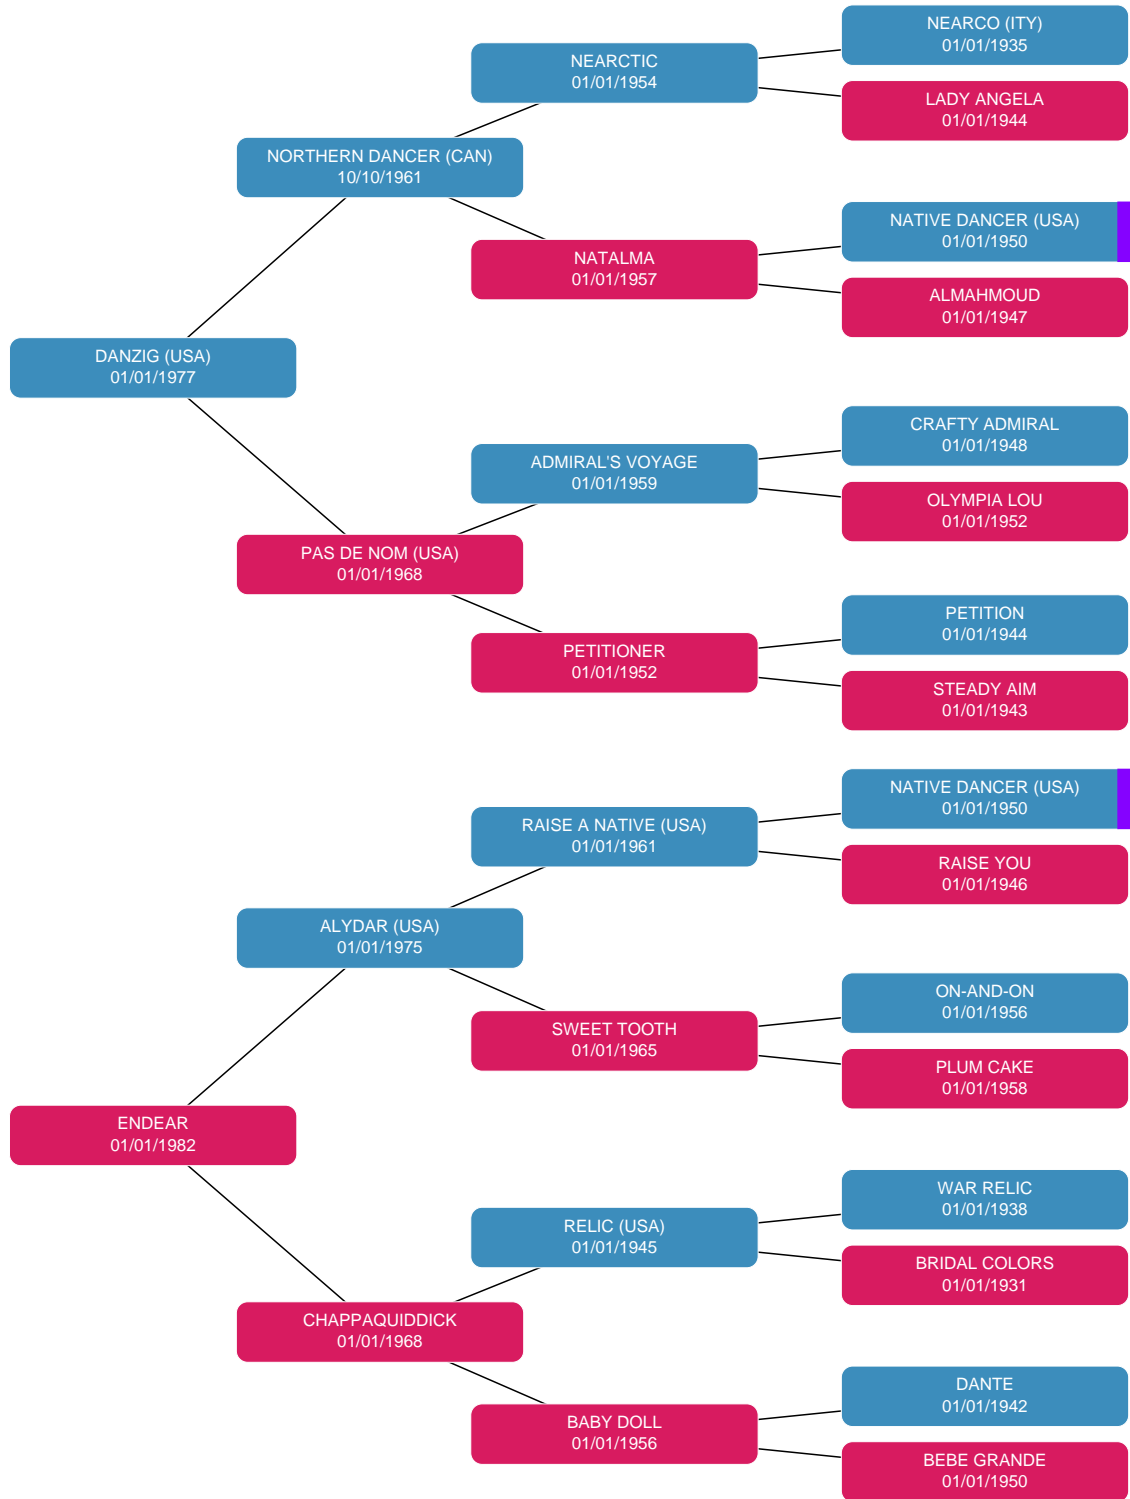 NEARCO (ITY)
01/01/1935
NEARCTIC
01/01/1954
LADY ANGELA
01/01/1944
NORTHERN DANCER (CAN)
10/10/1961
NATIVE DANCER (USA)
01/01/1950
NATALMA
01/01/1957
ALMAHMOUD
01/01/1947
DANZIG (USA)
01/01/1977
CRAFTY ADMIRAL
01/01/1948
ADMIRAL'S VOYAGE
01/01/1959
OLYMPIA LOU
01/01/1952
PAS DE NOM (USA)
01/01/1968
PETITION
01/01/1944
PETITIONER
01/01/1952
STEADY AIM
01/01/1943
NATIVE DANCER (USA)
01/01/1950
RAISE A NATIVE (USA)
01/01/1961
RAISE YOU
01/01/1946
ALYDAR (USA)
01/01/1975
ON-AND-ON
01/01/1956
SWEET TOOTH
01/01/1965
PLUM CAKE
01/01/1958
ENDEAR
01/01/1982
WAR RELIC
01/01/1938
RELIC (USA)
01/01/1945
BRIDAL COLORS
01/01/1931
CHAPPAQUIDDICK
01/01/1968
DANTE
01/01/1942
BABY DOLL
01/01/1956
BEBE GRANDE
01/01/1950